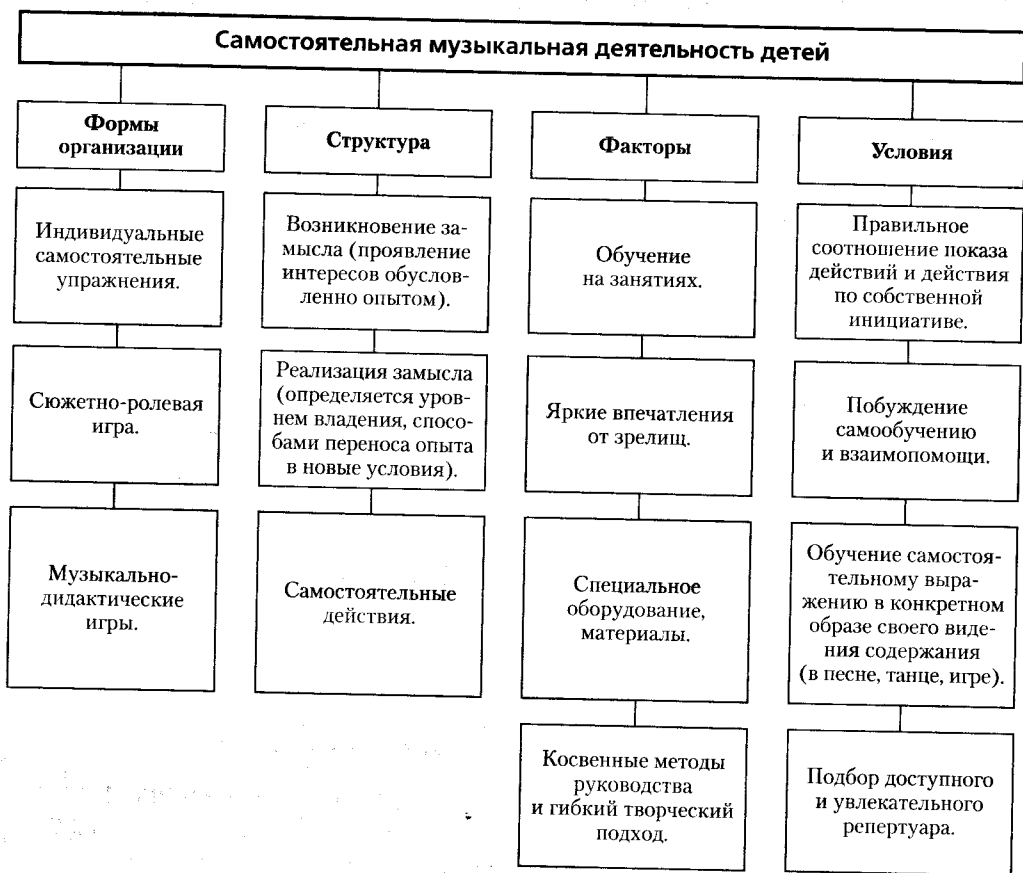 Самостоятельная музыкальная деятельность детей
Формы
организации
Индивидуальные
самостоятельные
упражнения.
Сюжетно-ролевая
игра.
Музыкально-
дидактические
игры.
Структура
Возникновение за-
мысла (проявление
интересов обуслов-
ленно опытом).
Реализация замысла
(определяется уров-
нем владения, спосо-
бами переноса опыта
в новые условия).
Самостоятельные
действия.
Факторы
Обучение
на занятиях.
Яркие впечатления
от зрелищ.
Специальное
оборудование,
материалы.
Косвенные методы
руководства
и гибкий творческий
подход.
Условия
Правильное
соотношение показа
действий и действия
по собственной
инициативе.
Побуждение
самообучению
и взаимопомощи.
Обучение самостоя-
тельному выра-
жению в конкретном
образе своего виде-
ния содержания
(в песне, танце, игре).
Подбор доступного
и увлекательного
репертуара.